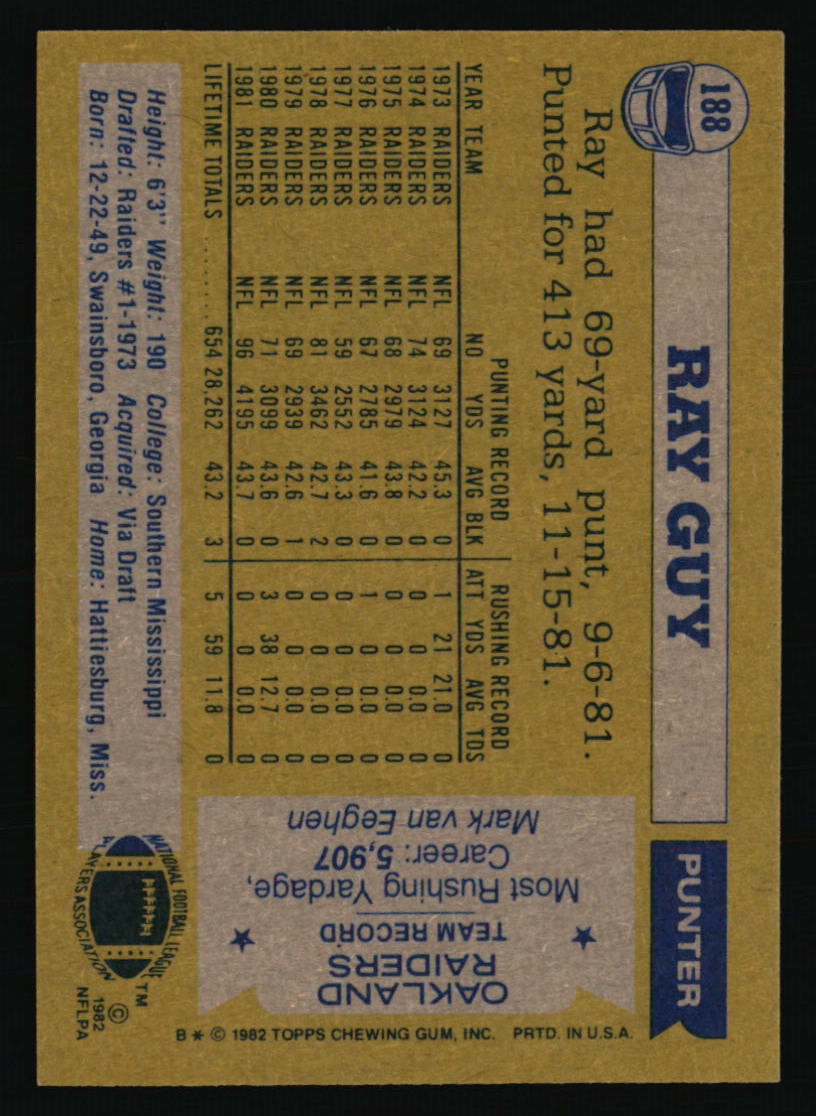 188
RAY GUY
PUNTER
Ray had 69-yard punt, 9-6-81.
Punted for 413 yards, 11-15-81.
PUNTING RECORD RUSHING RECORD
YEAR TEAM NO YDS AVG BLK ATT YDS AVG TDS
1973 RAIDERS NFL 69 3127 45.3 0 1 21 21.0 0
1974 RAIDERS NFL 74 3124 42.2 0 0 0 0.0 0
1975 RAIDERS NFL 68 2979 43.8 0 0 0 0.0 0
1976 RAIDERS NFL 67 2785 41.6 0 1 0 0.0 0
1977 RAIDERS NFL 59 2552 43.3 0 0 0 0.0 0
1978 RAIDERS NFL 81 3462 42.7 2 0 0 0.0 0
1979 RAIDERS NFL 69 2939 42.6 1 0 0 0.0 0
1980 RAIDERS NFL 71 3099 43.6 0 3 38 12.7 0
1981 RAIDERS NFL 96 4195 43.7 0 0 0 0.0 0
LIFETIME TOTALS ........ 654 28,262 43.2 3 5 59 11.8 0
Height: 6'3" Weight: 190 College: Southern Mississippi
Drafted: Raiders #1-1973 Acquired: Via Draft
Born: 12-22-49, Swainsboro, Georgia Home: Hattiesburg, Miss.
OAKLAND
RAIDERS
TEAM RECORD
Most Rushing Yardage,
Career: 5,907
Mark van Eeghen
NATIONAL FOOTBALL LEAGUE
PLAYERS ASSOCIATION
TM
©
1982
NFLPA
B * © 1982 TOPPS CHEWING GUM, INC. PRTD. IN U.S.A.